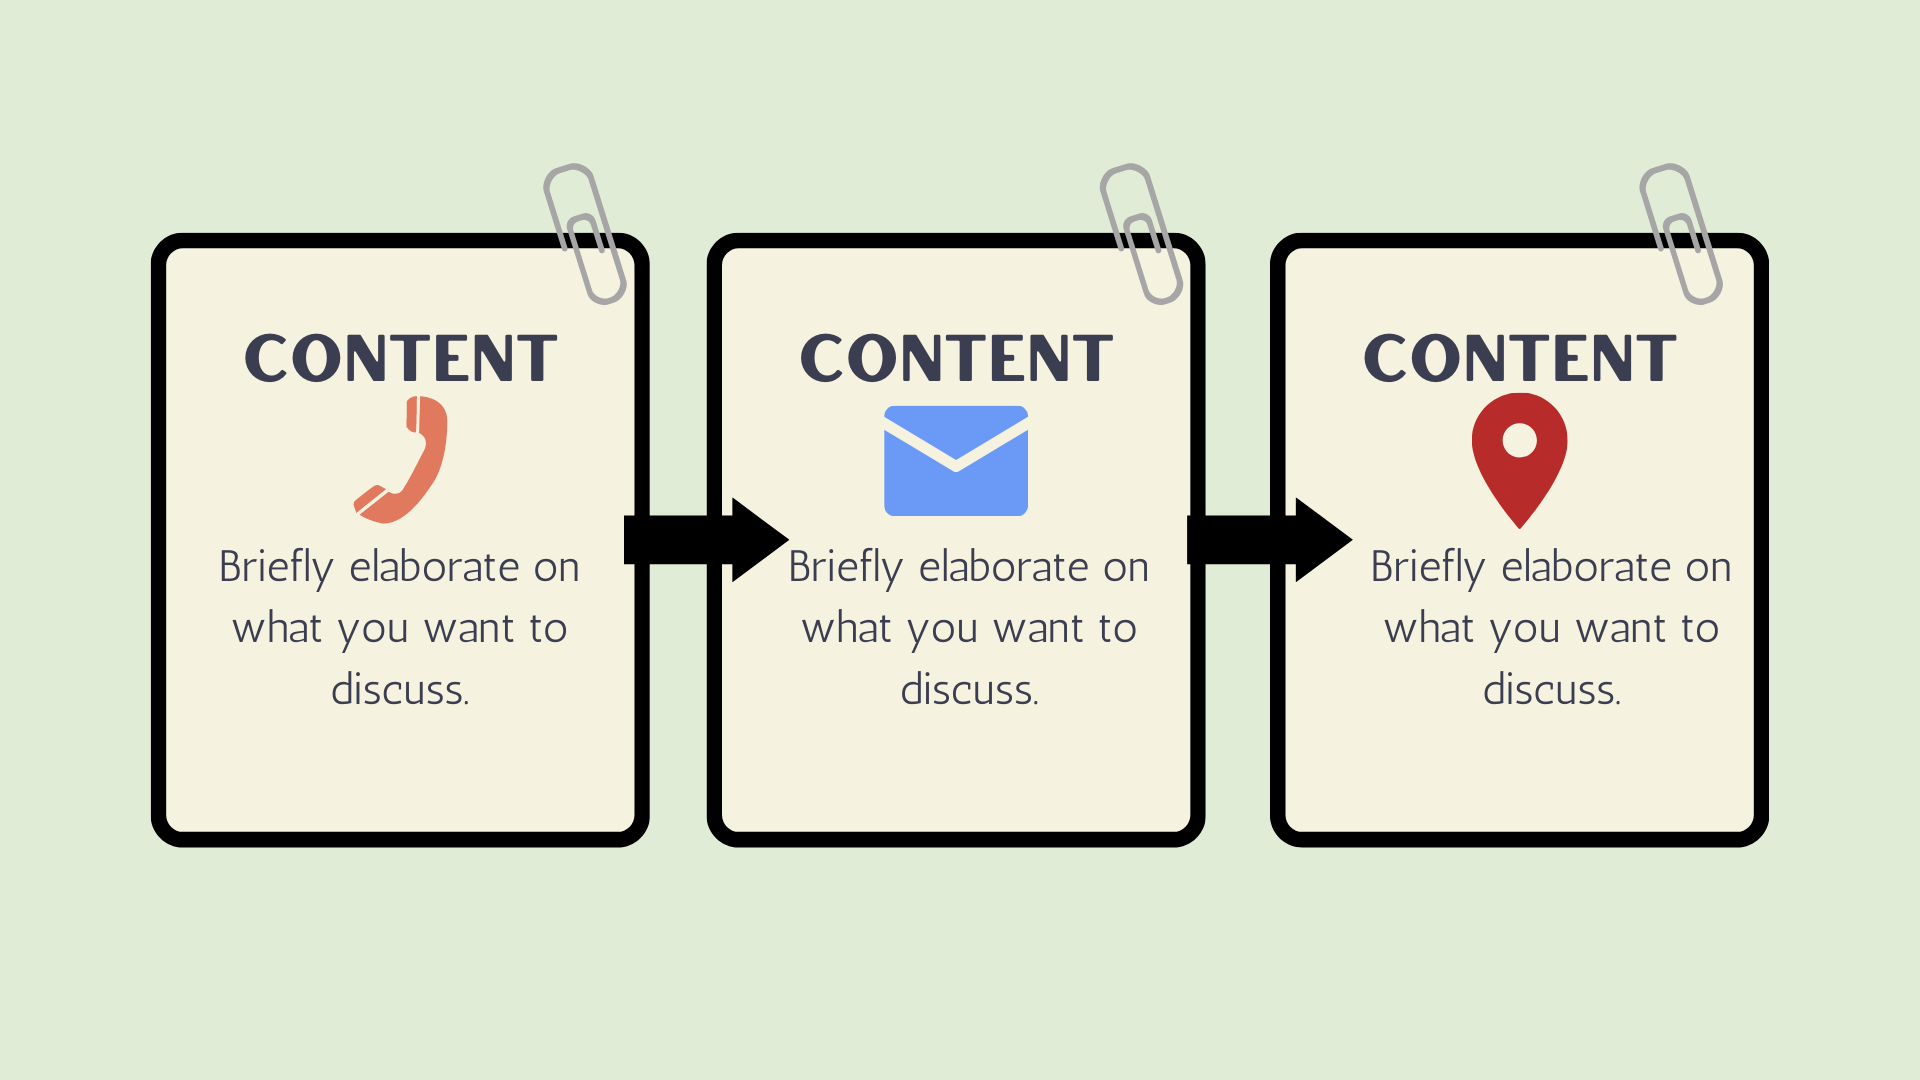 CONTENT
Briefly elaborate on
what you want to
discuss.
CONTENT
Briefly elaborate on
what you want to
discuss.
CONTENT
Briefly elaborate on
what you want to
discuss.